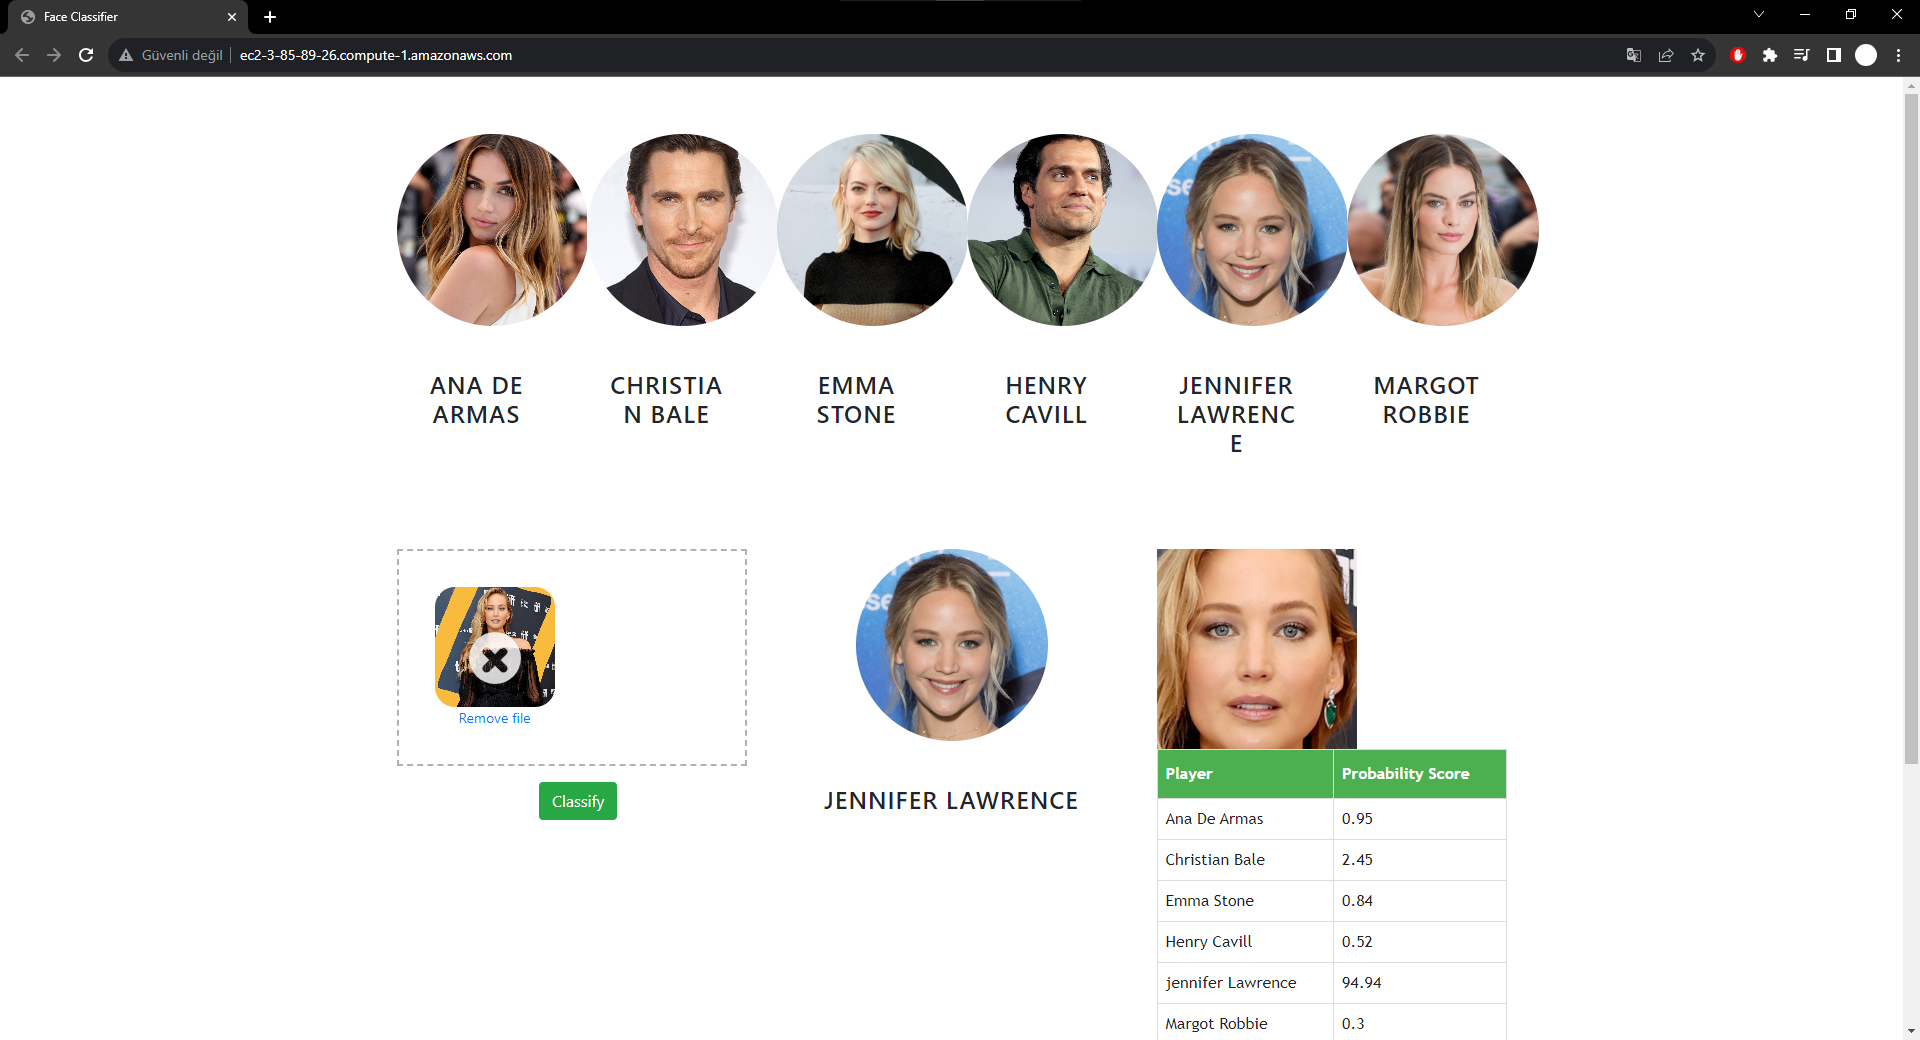 Face Classifier
Güvenli değil
ec2-3-85-89-26.compute-1.amazonaws.com
ANA DE
ARMAS
CHRISTIA
N BALE
EMMA
STONE
HENRY
CAVILL
JENNIFER
LAWRENC
E
MARGOT
ROBBIE
Remove file
Classify
JENNIFER LAWRENCE
Player Probability Score
Ana De Armas 0.95
Christian Bale 2.45
Emma Stone 0.84
Henry Cavill 0.52
jennifer Lawrence 94.94
Margot Robbie 0.3